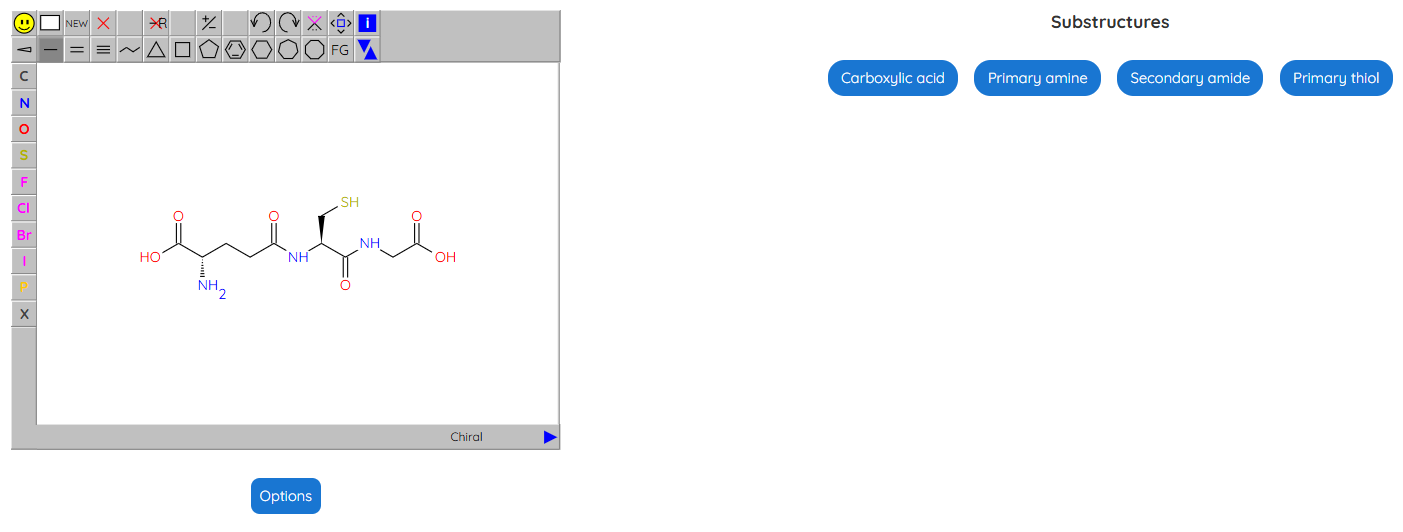 NEW R +/- i
FG
C
N
O
S
F
Cl
Br
I
P
X
SH
O O O
NH
HO NH OH
O
NH2
Chiral
Options
Substructures
Carboxylic acid Primary amine Secondary amide Primary thiol